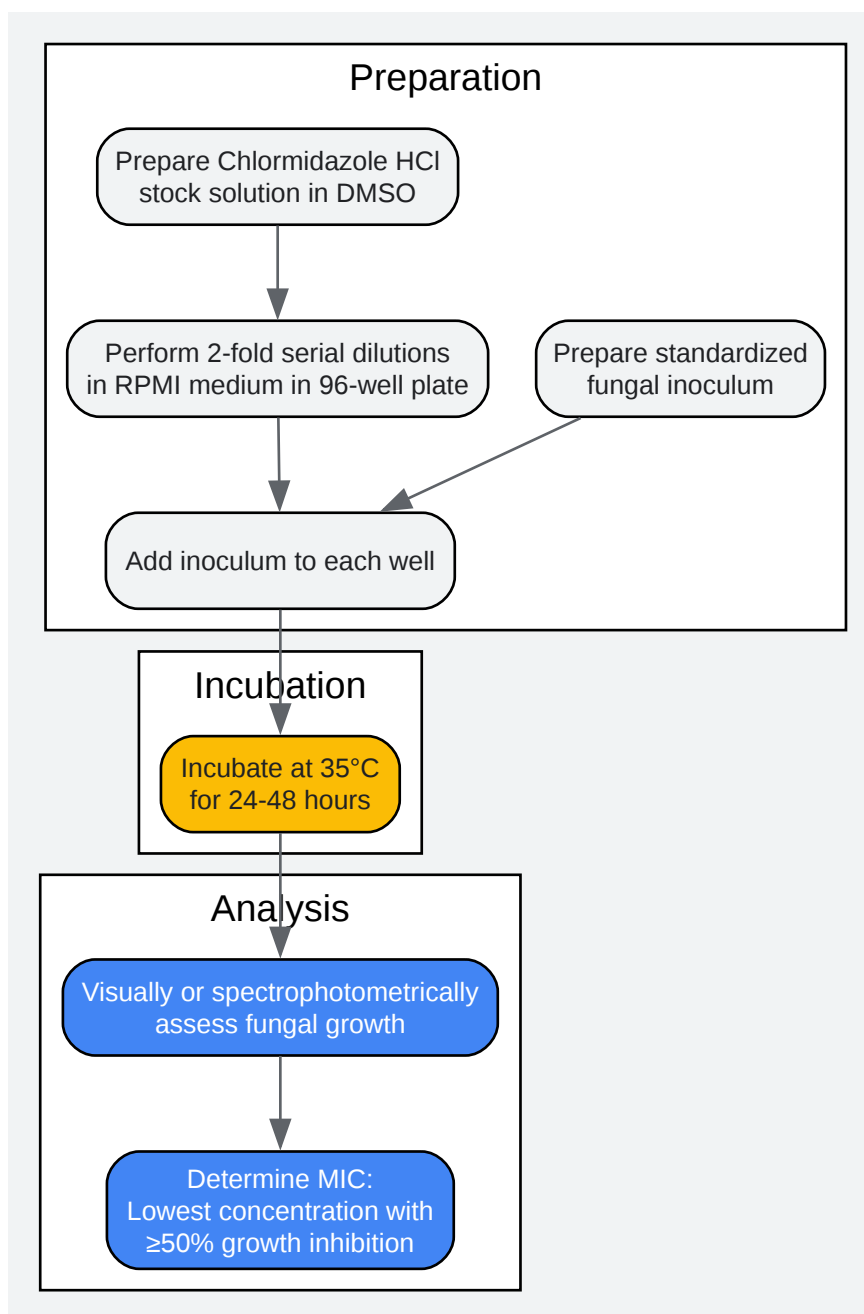 Preparation
Prepare Chlormidazole HCl
stock solution in DMSO
Perform 2-fold serial dilutions
in RPMI medium in 96-well plate
Prepare standardized
fungal inoculum
Add inoculum to each well
Incubation
Incubate at 35°C
for 24-48 hours
Analysis
Visually or spectrophotometrically
assess fungal growth
Determine MIC:
Lowest concentration with
≥50% growth inhibition